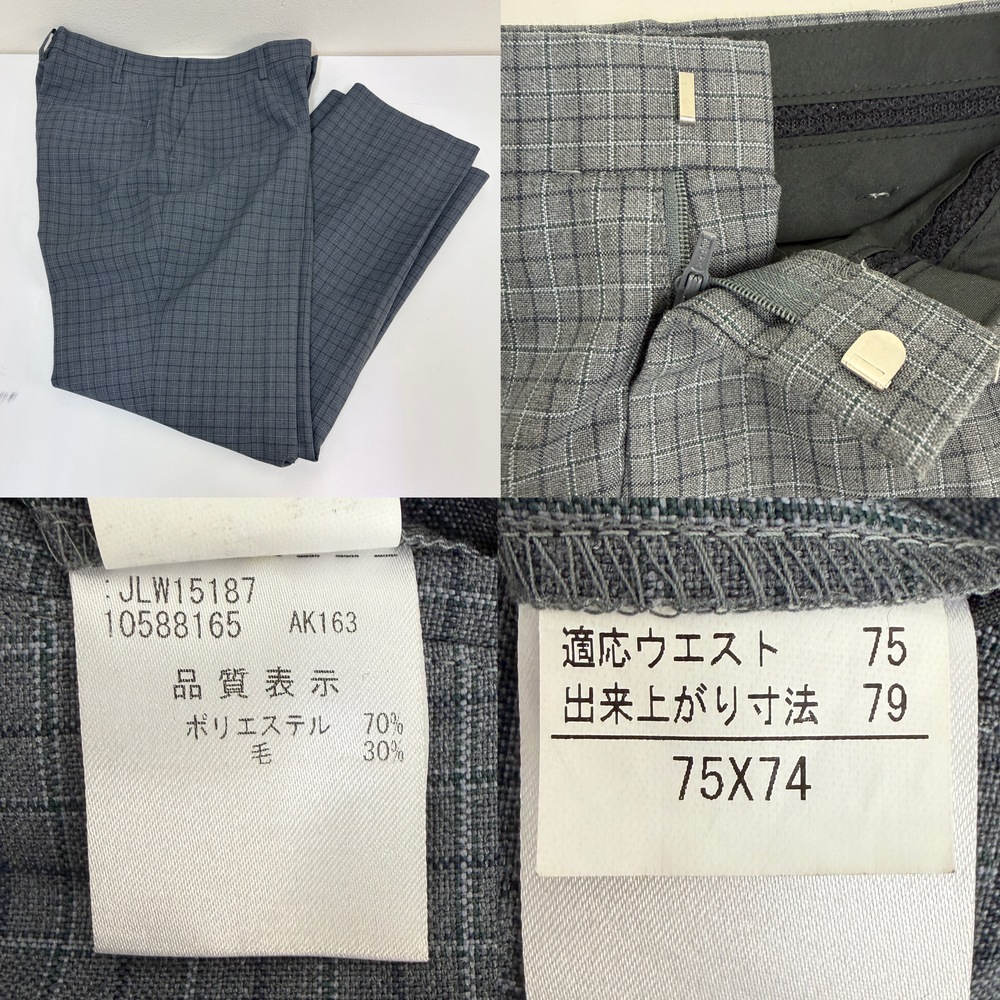 :JLW15187
10588165 AK163
品質表示
ポリエステル 70%
毛 30%
適応ウエスト 75
出来上がり寸法 79
75X74